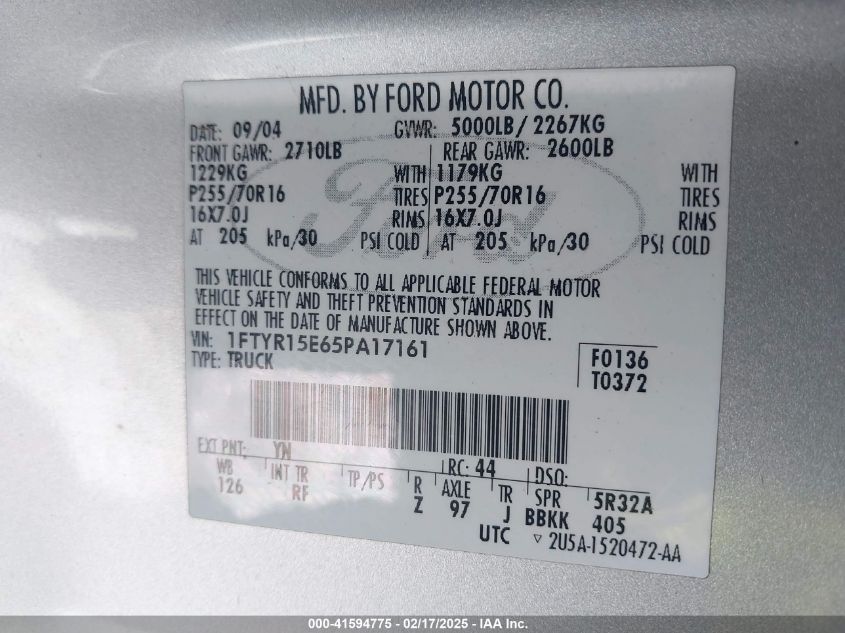 MFD. BY FORD MOTOR CO.
DATE: 09/04 GVWR: 5000LB/ 2267KG
FRONT GAWR: 2710LB REAR GAWR: 2600LB
1229KG WITH 1179KG WITH
P255/70R16 TIRES P255/70R16 TIRES
16X7.0J RIMS 16X7.0J RIMS
AT 205 kPa/30 PSI COLD AT 205 kPa/30 PSI COLD
Ford
THIS VEHICLE CONFORMS TO ALL APPLICABLE FEDERAL MOTOR
VEHICLE SAFETY AND THEFT PREVENTION STANDARDS IN
EFFECT ON THE DATE OF MANUFACTURE SHOWN ABOVE.
VIN: 1FTYR15E65PA17161
TYPE: TRUCK
F0136
T0372
EXT PNT: YN RC: 44 DSO:
WB INT TR TP/PS R AXLE TR SPR 5R32A
126 RF Z 97 J BBKK 405
UTC ▽ 2U5A-1520472-AA
000-41594775 - 02/17/2025 - IAA Inc.